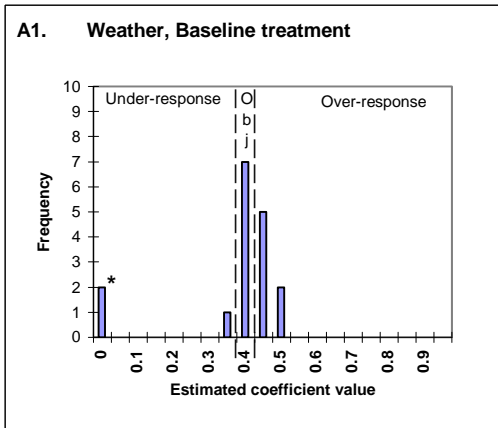 A1. Weather, Baseline treatment
10
9
8
7
6
5
4
3
2
1
0
Frequency
Under-response
O
b
j
Over-response
*
0
0.1
0.2
0.3
0.4
0.5
0.6
0.7
0.8
0.9
Estimated coefficient value